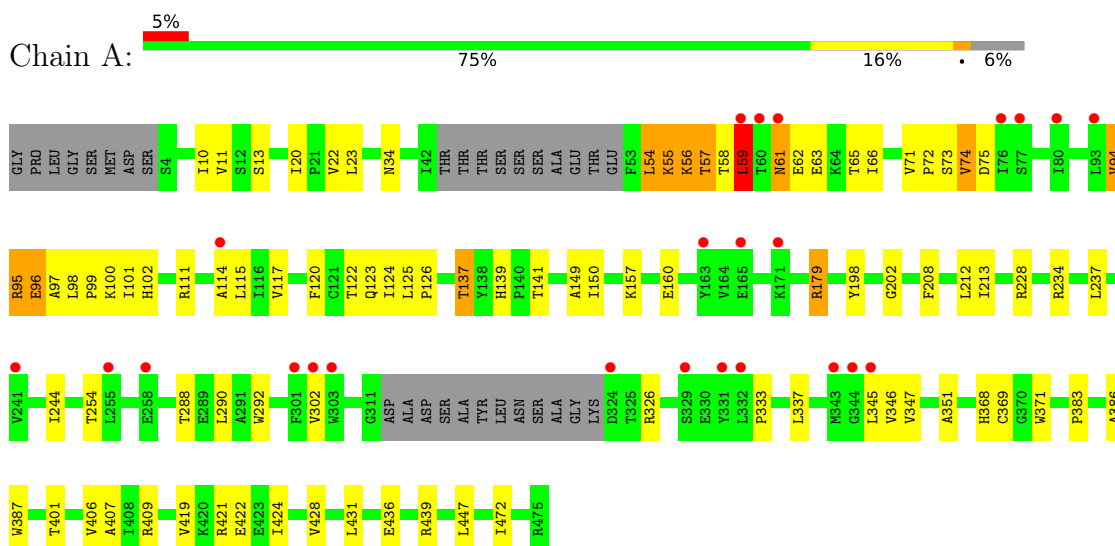 5%
Chain A:
75% 16% • 6%
GLY PRO LEU GLY SER MET ASP SER S4 I10 V11 S12 S13 I20 P21 V22 L23 N34 I42 THR THR THR SER SER SER ALA GLU THR GLU F53 L54 K55 K56 T57 T58 L59 T60 N61 E62 E63 K64 T65 I66 V71 P72 S73 V74 D75 I76 S77 I80 L93 V94
R95 E96 A97 L98 P99 K100 I101 H102 R111 A114 L115 I116 V117 F120 C121 T122 Q123 I124 L125 P126 T137 Y138 H139 P140 T141 A149 I150 K157 E160 Y163 V164 E165 K171 R179 Y198 G202 F208 L212 I213 R228 R234 L237
V241 I244 T254 L255 E258 T288 E289 L290 A291 W292 F301 V302 W303 G311 ASP ALA ASP SER ALA TYR LEU ASN SER ALA GLY LYS D324 T325 R326 S329 E330 Y331 L332 P333 L337 M343 G344 L345 V346 V347 A351 H368 C369 G370 W371 P383 A386
W387 T401 V406 A407 I408 R409 V419 K420 R421 E422 E423 I424 V428 L431 E436 R439 L447 I472 R475